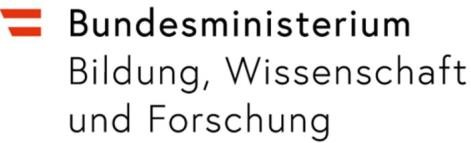 Bundesministerium
Bildung, Wissenschaft
und Forschung